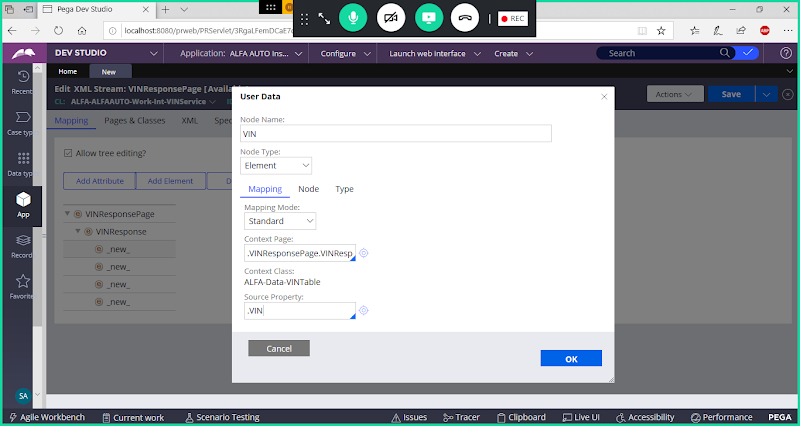 Pega Dev Studio
localhost:8080/prweb/PRServlet/3RgaLFemDCaE7
REC
DEV STUDIO
Application: ALFA AUTO Ins...
Configure
Launch web interface
Create
Search
Home
New
Recent
Edit XML Stream: VINResponsePage [Availabl
CL: ALFA-ALFAAUTO-Work-Int-VINService
Actions
Save
Mapping
Pages & Classes
XML
Spec
Case typ
Allow tree editing?
Data typ
Add Attribute
Add Element
D
App
VINResponsePage
VINResponse
_new_
_new_
_new_
_new_
Record
Favorite
SA
User Data
Node Name:
VIN
Node Type:
Element
Mapping
Node
Type
Mapping Mode:
Standard
Context Page:
.VINResponsePage.VINResp
Context Class:
ALFA-Data-VINTable
Source Property:
.VIN
Cancel
OK
Agile Workbench
Current work
Scenario Testing
Issues
Tracer
Clipboard
Live UI
Accessibility
Performance
PEGA